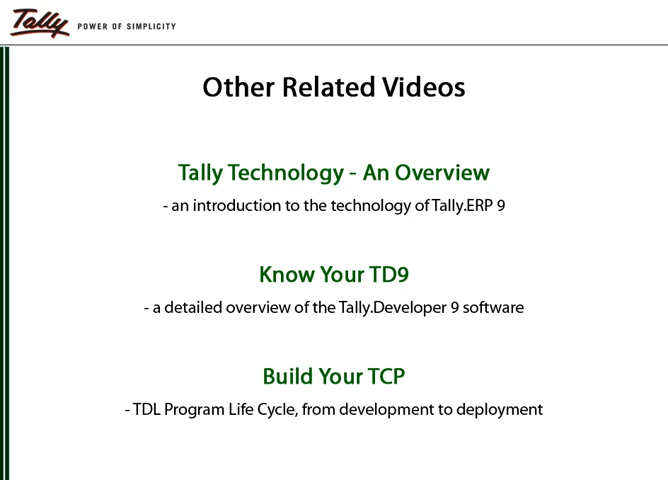 Tally POWER OF SIMPLICITY
Other Related Videos
Tally Technology - An Overview
- an introduction to the technology of Tally.ERP 9
Know Your TD9
- a detailed overview of the Tally.Developer 9 software
Build Your TCP
- TDL Program Life Cycle, from development to deployment